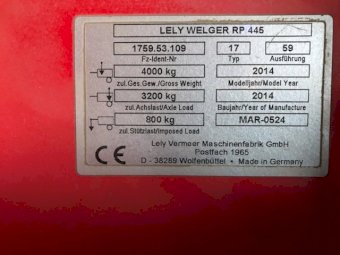 LELY WELGER RP 445
1759.53.109 17 59
Fz-Ident-Nr Typ Ausführung
4000 kg 2014
zul.Ges.Gew./Gross Weight Modelljahr/Model Year
3200 kg 2014
zul.Achslast/Axle Load Baujahr/Year of Manufacture
800 kg MAR-0524
zul.Stützlast/Imposed Load
CE Lely Vermeer Maschinenfabrik GmbH
Postfach 1965
D - 38289 Wolfenbüttel • Made in Germany